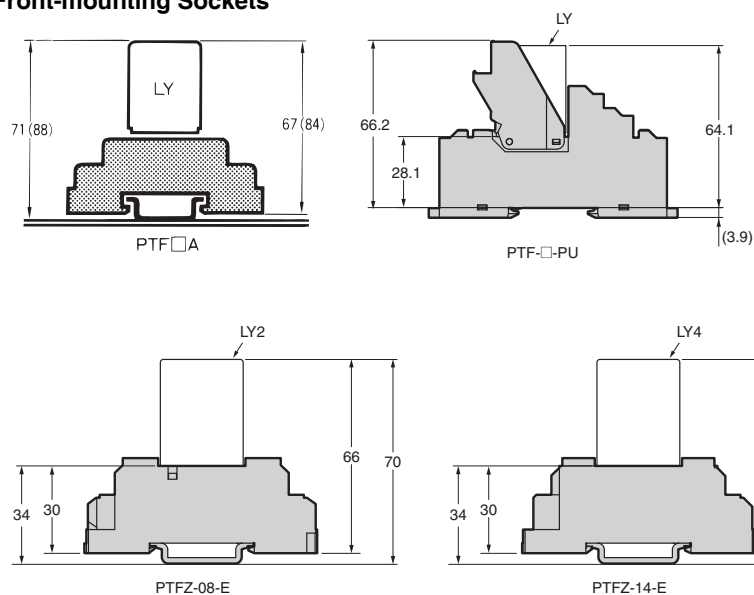 Front-mounting Sockets
LY
71(88)
67(84)
PTF□A
LY
66.2
28.1
64.1
(3.9)
PTF-□-PU
LY2
34
30
66
70
PTFZ-08-E
LY4
34
30
PTFZ-14-E